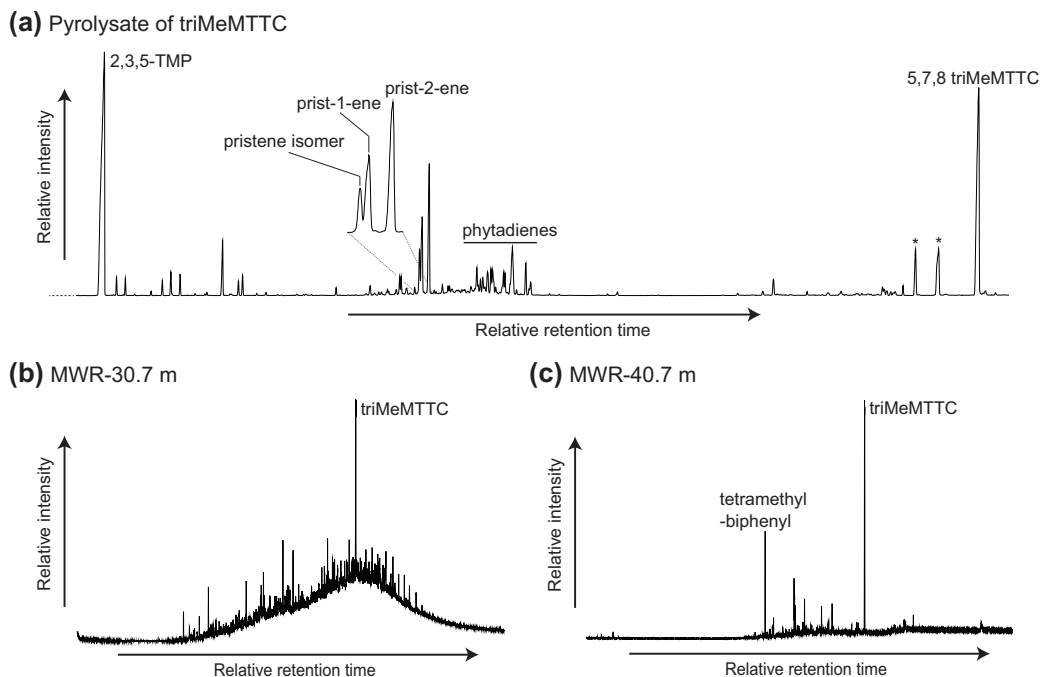 (a) Pyrolysate of triMeMTTC
2,3,5-TMP
prist-2-ene
prist-1-ene
pristene isomer
5,7,8 triMeMTTC
phytadienes
* *
Relative intensity
Relative retention time
(b) MWR-30.7 m
triMeMTTC
Relative intensity
Relative retention time
(c) MWR-40.7 m
triMeMTTC
tetramethyl
-biphenyl
Relative intensity
Relative retention time